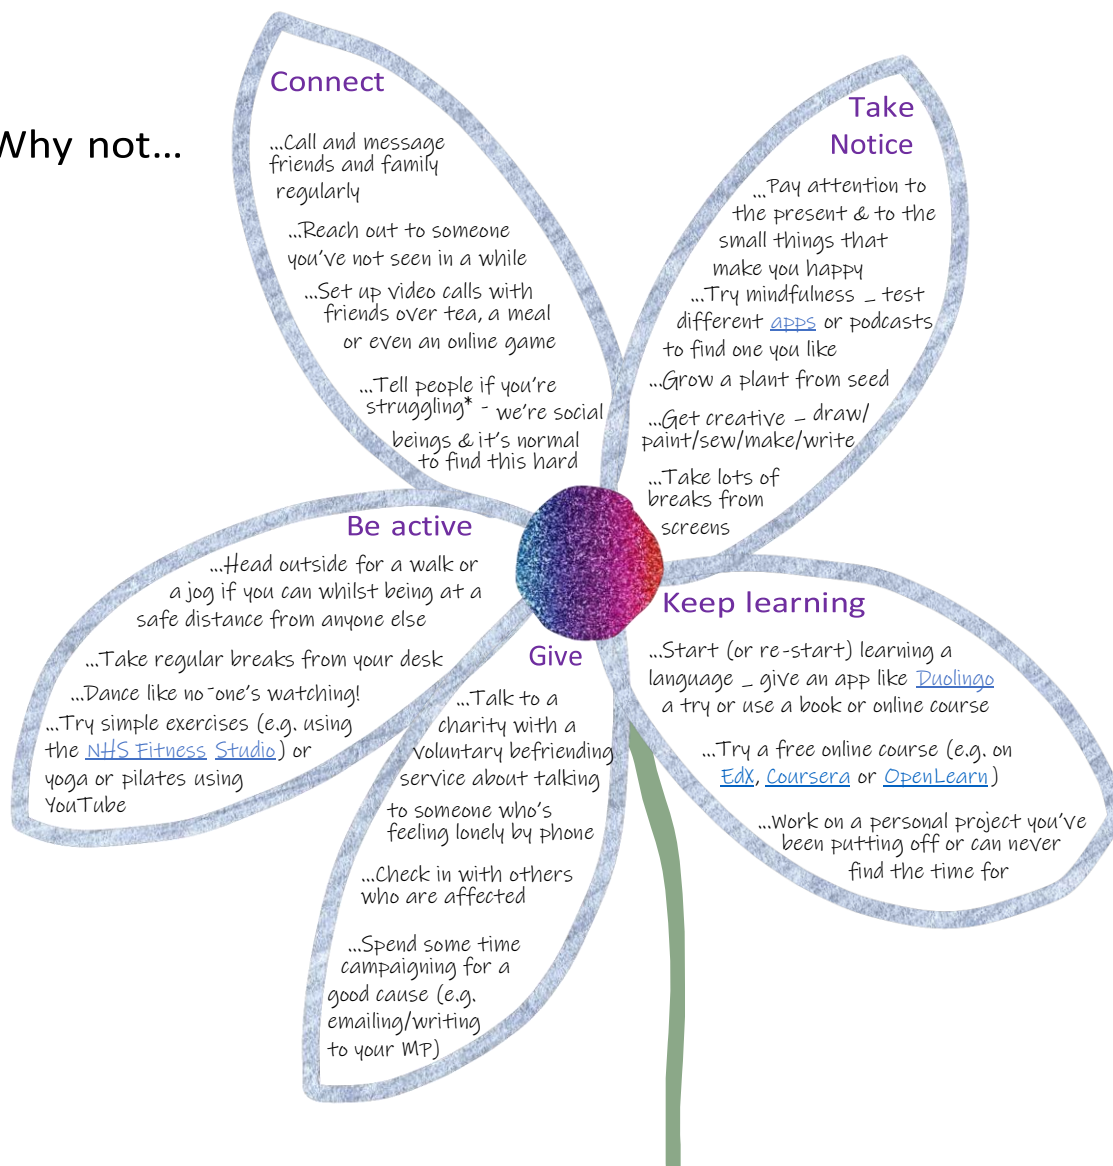 Why not...
Connect
...Call and message
friends and family
regularly
...Reach out to someone
you've not seen in a while
...Set up video calls with
friends over tea, a meal
or even an online game
...Tell people if you're
struggling* - we're social
beings & it's normal
to find this hard
Take
Notice
...Pay attention to
the present & to the
small things that
make you happy
...Try mindfulness – test
different apps or podcasts
to find one you like
...Grow a plant from seed
...Get creative – draw/
paint/sew/make/write
...Take lots of
breaks from
screens
Be active
...Head outside for a walk or
a jog if you can whilst being at a
safe distance from anyone else
...Take regular breaks from your desk
...Dance like no-one's watching!
...Try simple exercises (e.g. using
the NHS Fitness Studio) or
yoga or pilates using
YouTube
Keep learning
...Start (or re-start) learning a
language – give an app like Duolingo
a try or use a book or online course
...Try a free online course (e.g. on
EdX, Coursera or OpenLearn)
...Work on a personal project you've
been putting off or can never
find the time for
Give
...Talk to a
charity with a
voluntary befriending
service about talking
to someone who's
feeling lonely by phone
...Check in with others
who are affected
...Spend some time
campaigning for a
good cause (e.g.
emailing/writing
to your MP)